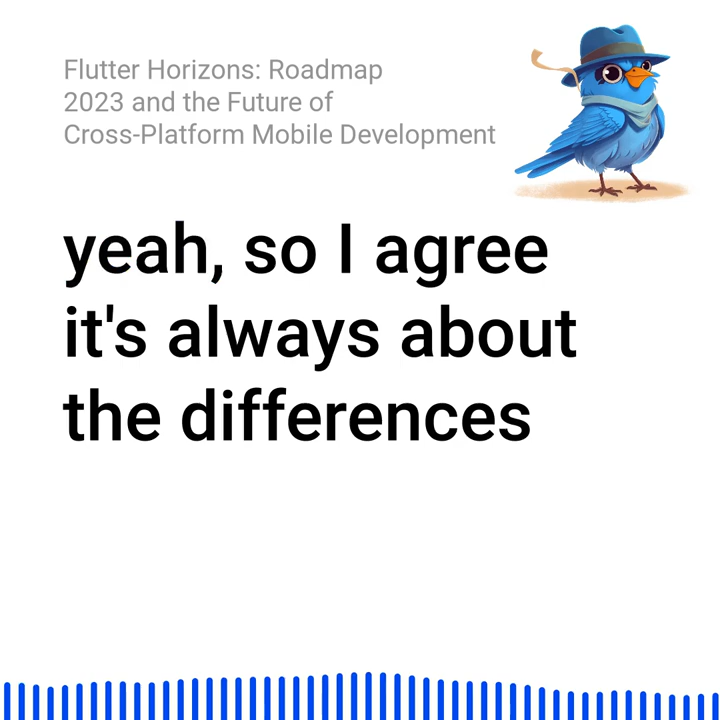 Flutter Horizons: Roadmap
2023 and the Future of
Cross-Platform Mobile Development
yeah, so I agree
it's always about
the differences